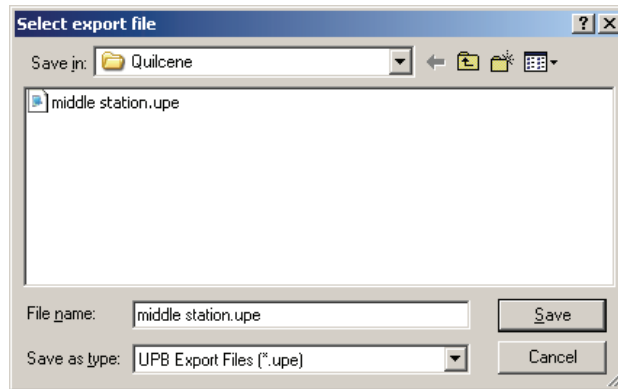 Select export file
Save in: Quilcene
middle station.upe
File name: middle station.upe Save
Save as type: UPB Export Files (*.upe) Cancel